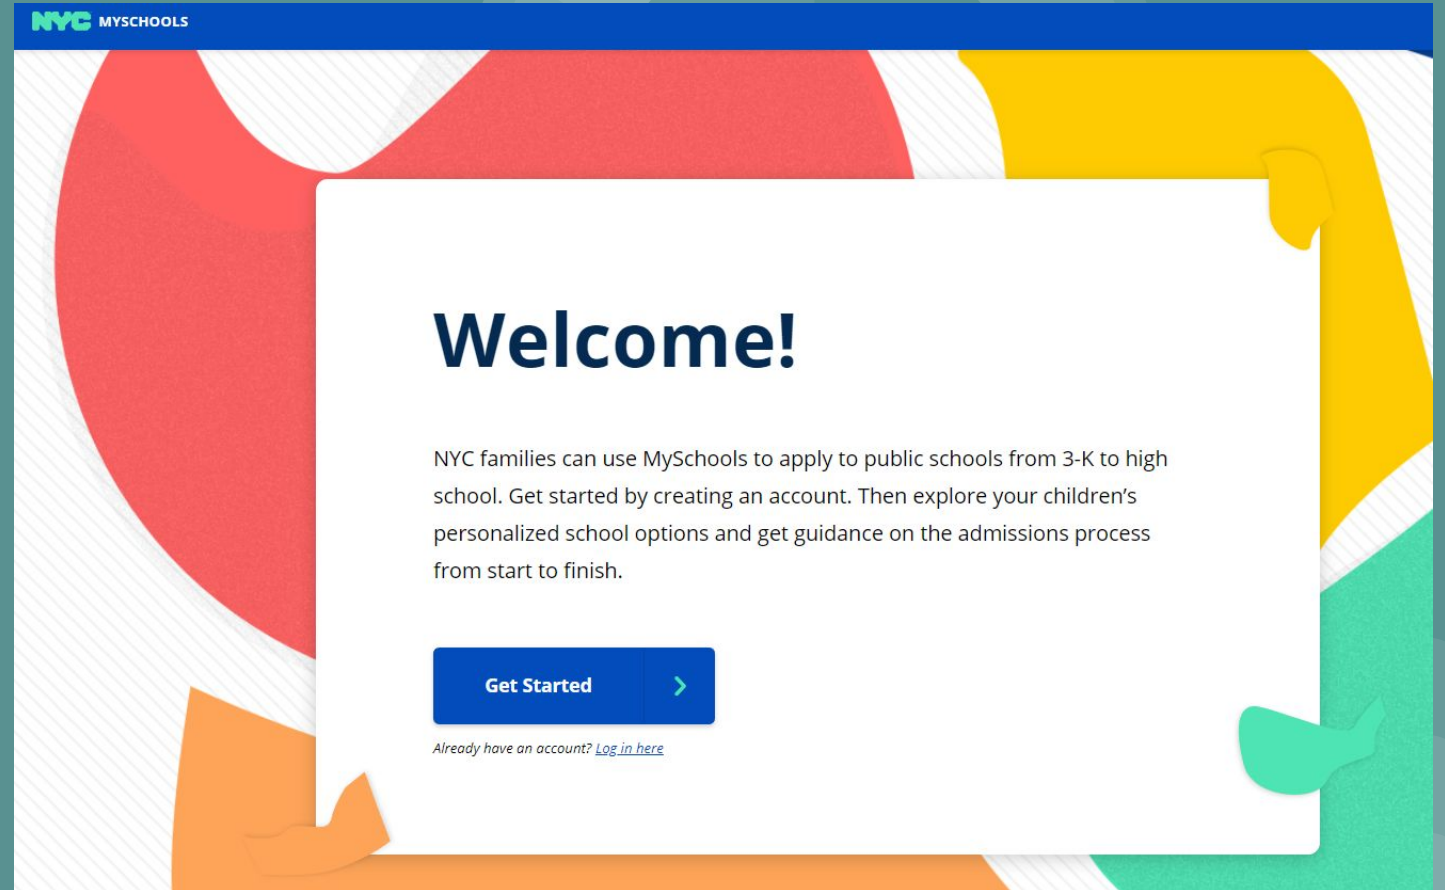 NYC MYSCHOOLS
Welcome!
NYC families can use MySchools to apply to public schools from 3-K to high
school. Get started by creating an account. Then explore your children’s
personalized school options and get guidance on the admissions process
from start to finish.
Get Started
Already have an account? Log in here